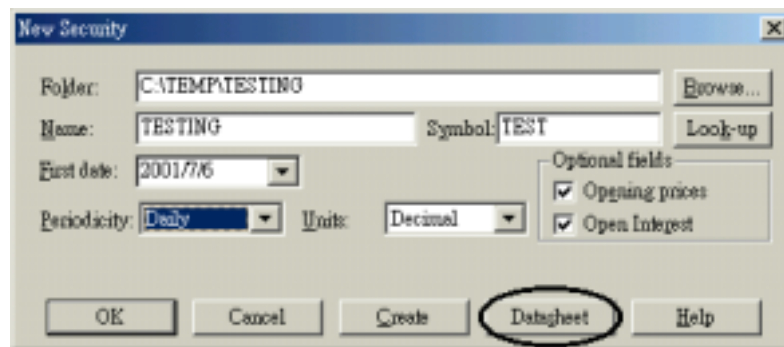 New Security
Folder: C:\TEMP\TESTING Browse...
Name: TESTING Symbol: TEST Look-up
First date: 2001/7/6 Optional fields
Opening prices
Periodicity: Daily Units: Decimal Open Interest
OK Cancel Create Datasheet Help